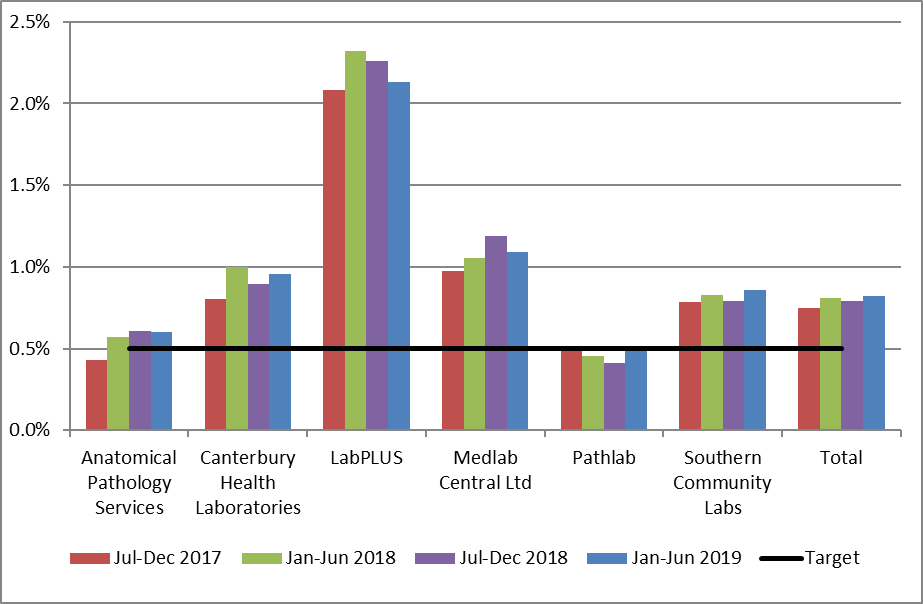 2.5%
2.0%
1.5%
1.0%
0.5%
0.0%
Anatomical
Pathology
Services
Canterbury
Health
Laboratories
LabPLUS
Medlab
Central Ltd
Pathlab
Southern
Community
Labs
Total
Jul-Dec 2017
Jan-Jun 2018
Jul-Dec 2018
Jan-Jun 2019
Target